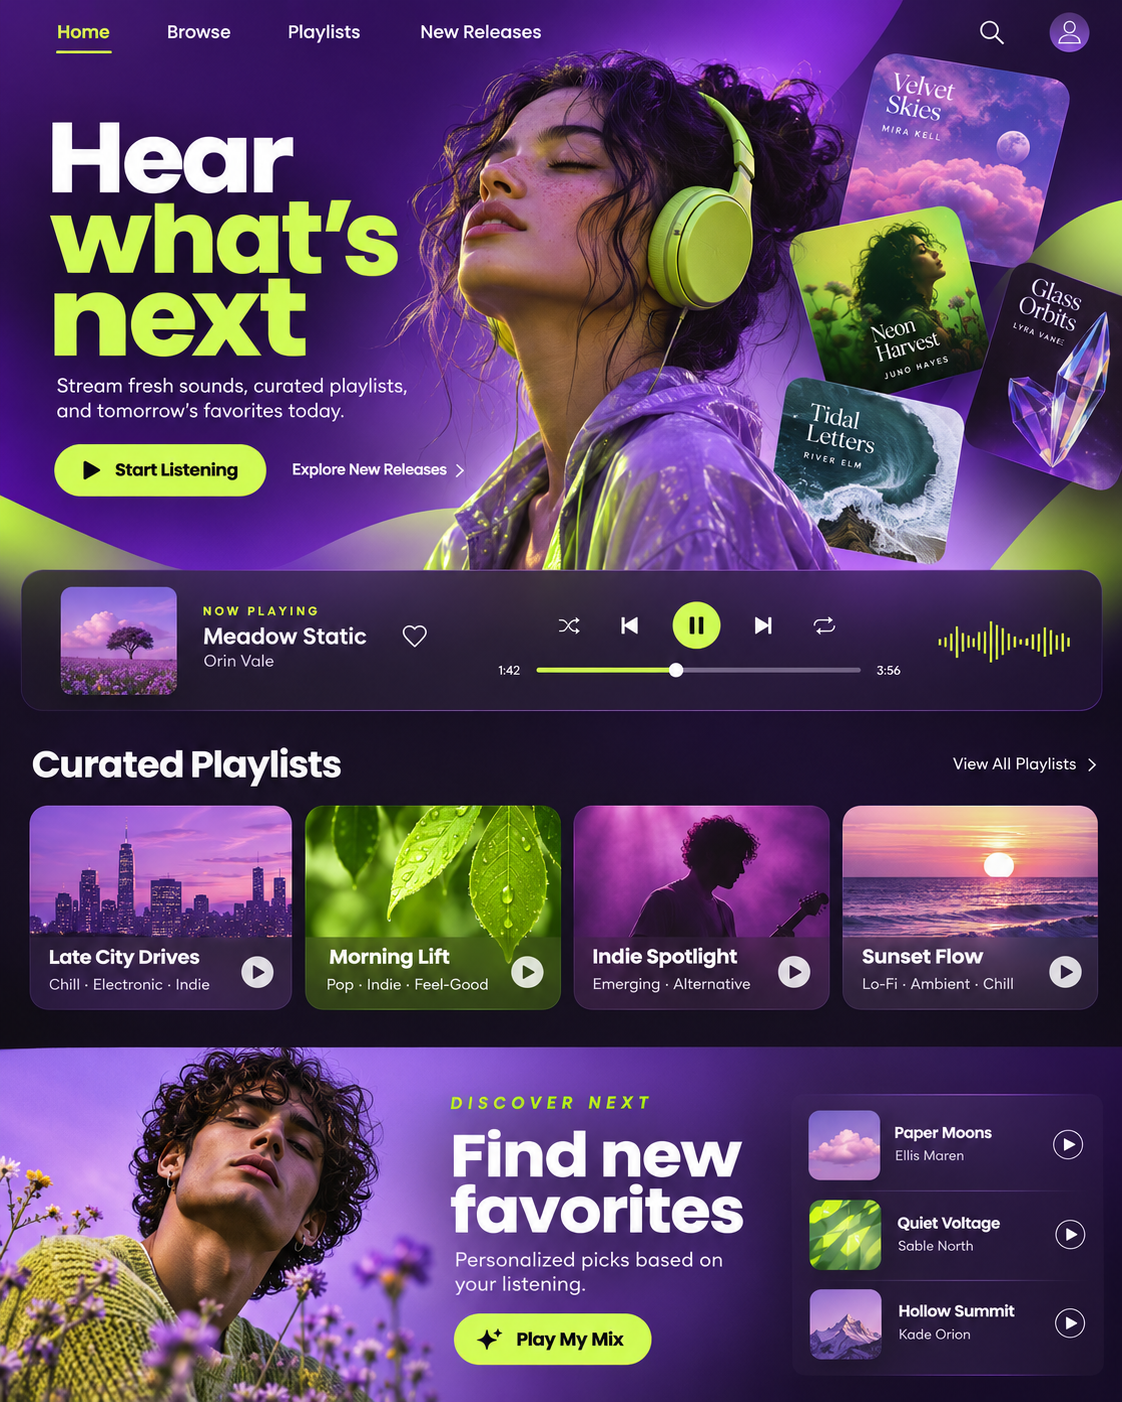 Home Browse Playlists New Releases
Hear
what's
next
Stream fresh sounds, curated playlists,
and tomorrow's favorites today.
Start Listening
Explore New Releases
Velvet
Skies
MIRA KELL
Neon
Harvest
JUNO HAYES
Glass
Orbits
LYRA VANE
Tidal
Letters
RIVER ELM
NOW PLAYING
Meadow Static
Orin Vale
1:42
3:56
Curated Playlists
View All Playlists
Late City Drives
Chill · Electronic · Indie
Morning Lift
Pop · Indie · Feel-Good
Indie Spotlight
Emerging · Alternative
Sunset Flow
Lo-Fi · Ambient · Chill
DISCOVER NEXT
Find new
favorites
Personalized picks based on
your listening.
Play My Mix
Paper Moons
Ellis Maren
Quiet Voltage
Sable North
Hollow Summit
Kade Orion